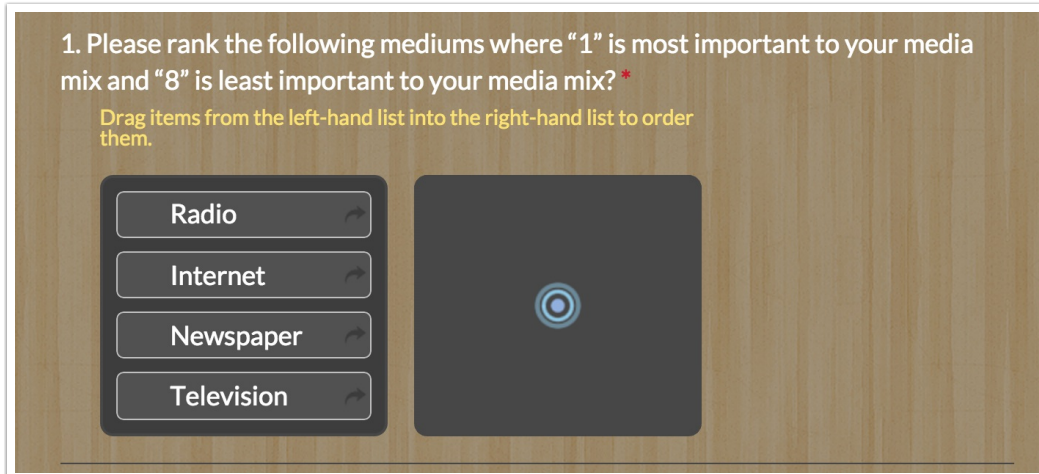 1. Please rank the following mediums where “1” is most important to your media
mix and “8” is least important to your media mix? *
Drag items from the left-hand list into the right-hand list to order
them.
Radio
Internet
Newspaper
Television